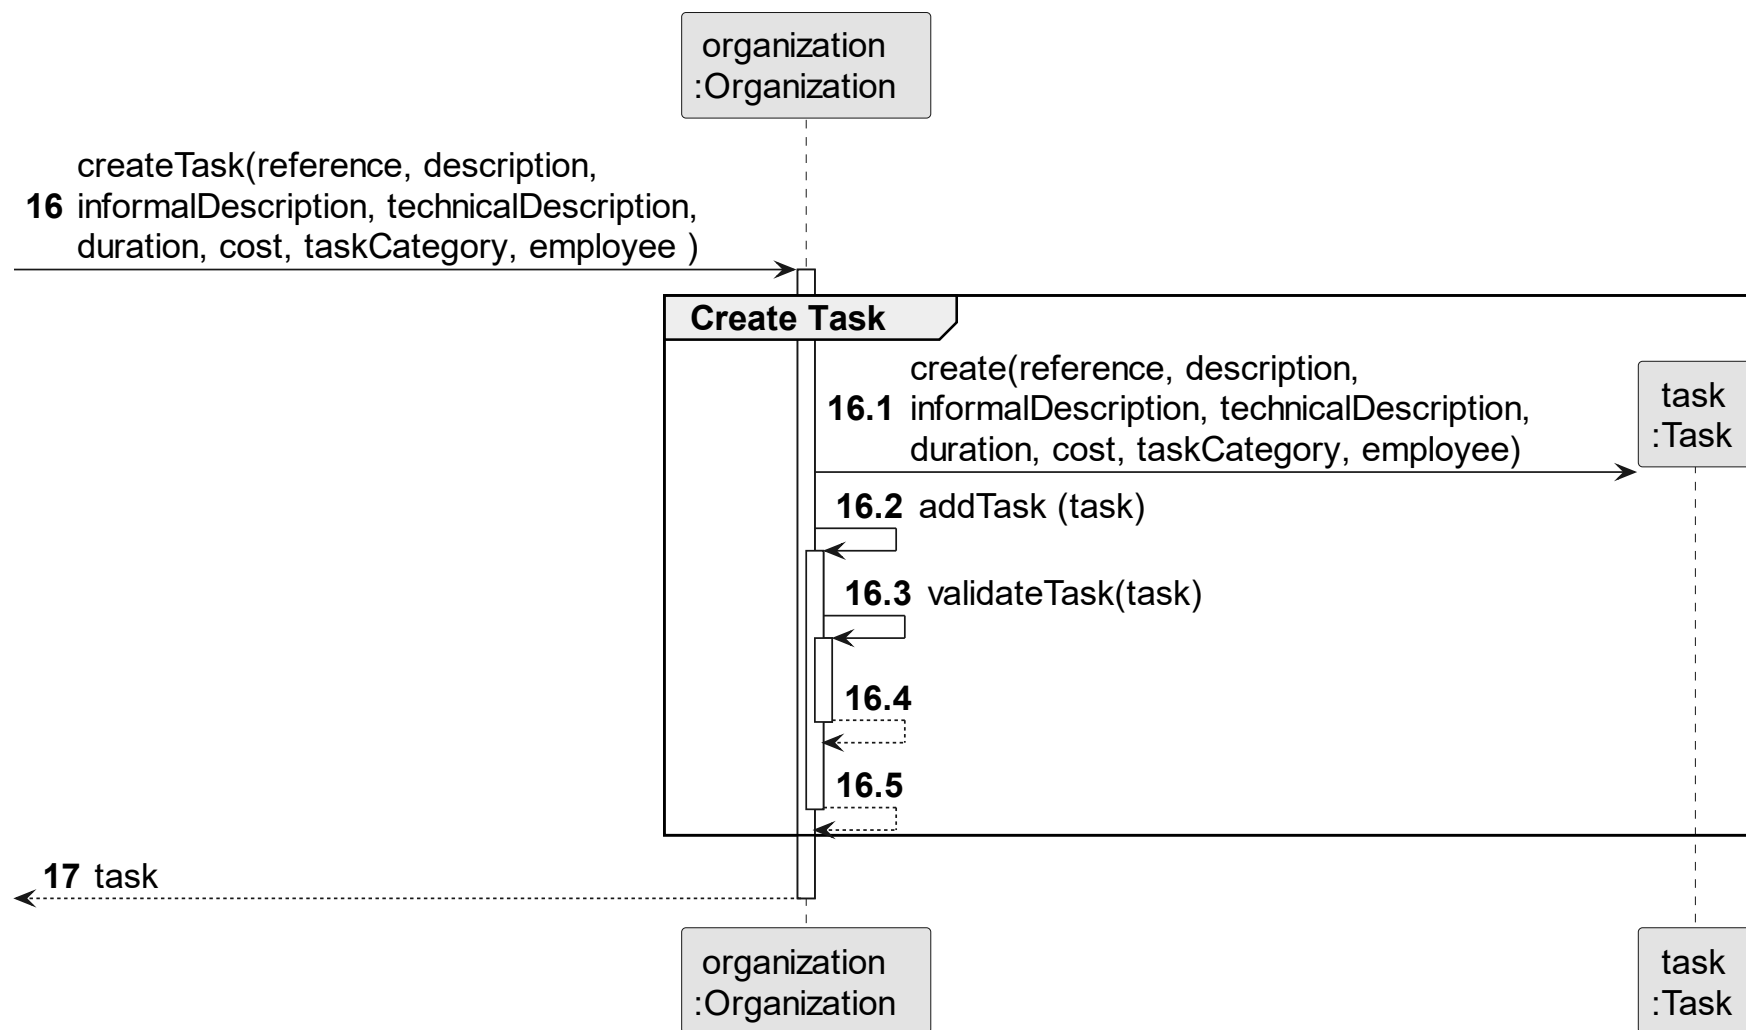 organization
:Organization
createTask(reference, description,
16 informalDescription, technicalDescription,
duration, cost, taskCategory, employee )
Create Task
create(reference, description,
16.1 informalDescription, technicalDescription,
duration, cost, taskCategory, employee)
task
:Task
16.2 addTask (task)
16.3 validateTask(task)
16.4
16.5
17 task
organization
:Organization
task
:Task